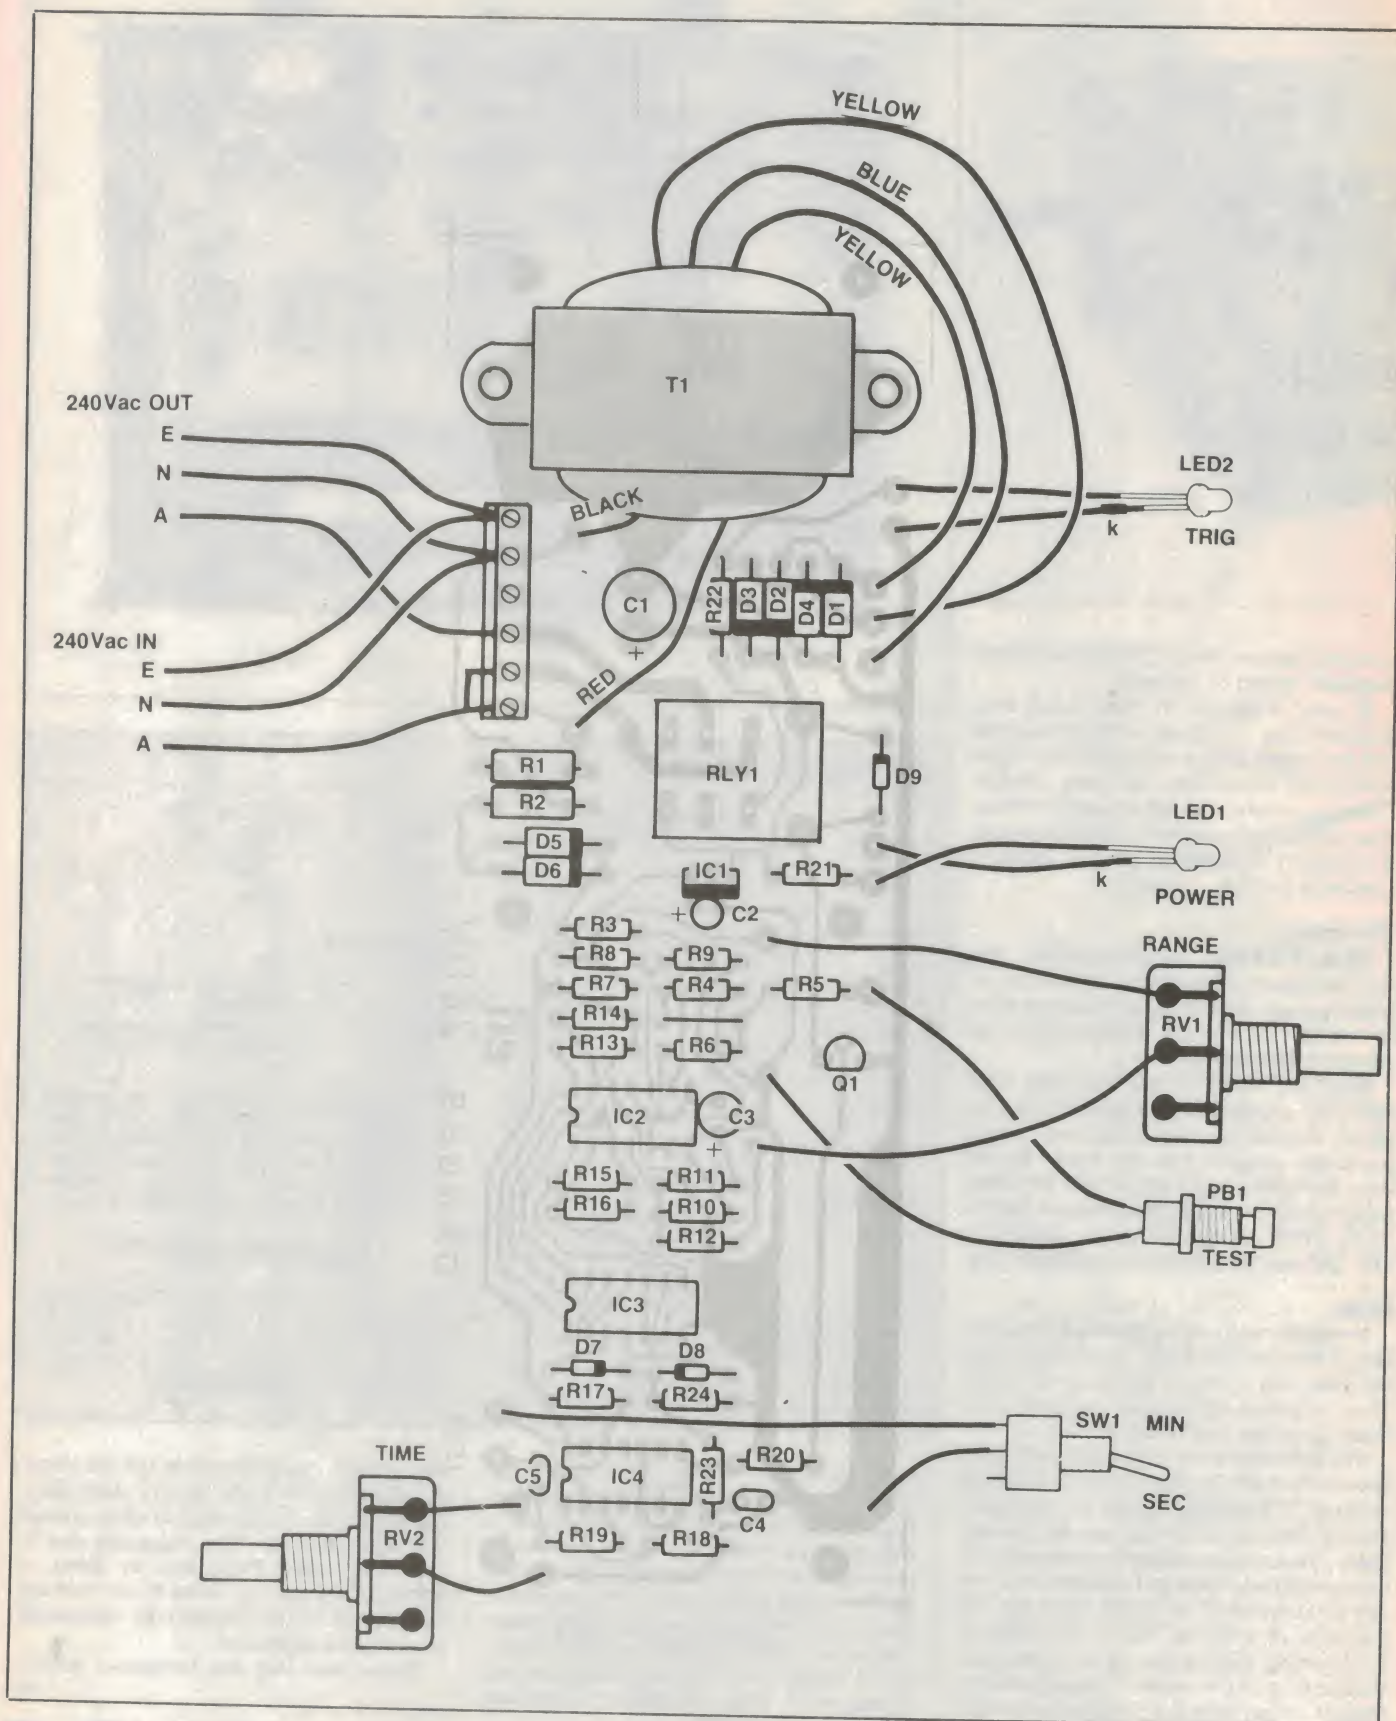 YELLOW
BLUE
YELLOW
T1
240Vac OUT
E
N
A
BLACK
LED2
k
TRIG
C1
+
R22
D3
D2
D4
D1
240Vac IN
E
N
A
RED
R1
R2
RLY1
D9
D5
D6
LED1
k
POWER
IC1
R21
+
C2
R3
R8
R7
R14
R13
R9
R4
R6
R5
Q1
RANGE
RV1
IC2
C3
+
R15
R16
R11
R10
R12
PB1
TEST
IC3
D7
D8
R17
R24
SW1
MIN
SEC
TIME
RV2
C5
IC4
R23
R20
C4
R19
R18